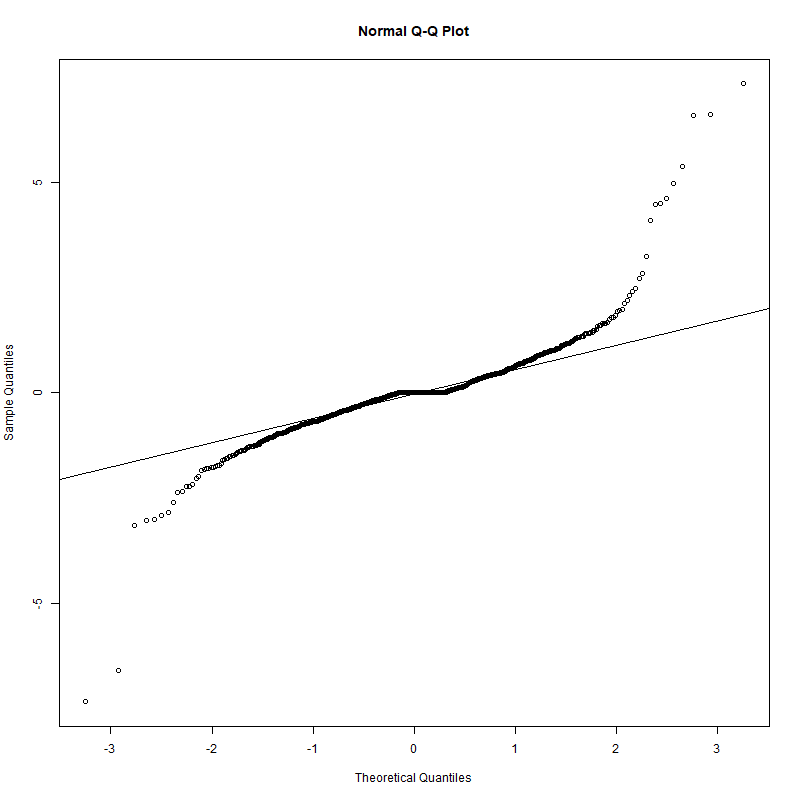 Normal Q-Q Plot
5
0
-5
Sample Quantiles
-3 -2 -1 0 1 2 3
Theoretical Quantiles